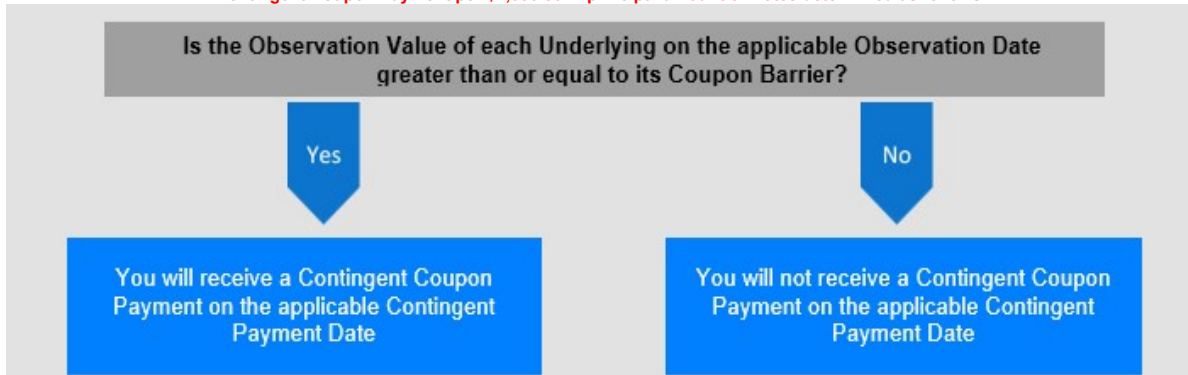 Is the Observation Value of each Underlying on the applicable Observation Date
greater than or equal to its Coupon Barrier?
Yes
No
You will receive a Contingent Coupon
Payment on the applicable Contingent
Payment Date
You will not receive a Contingent Coupon
Payment on the applicable Contingent
Payment Date